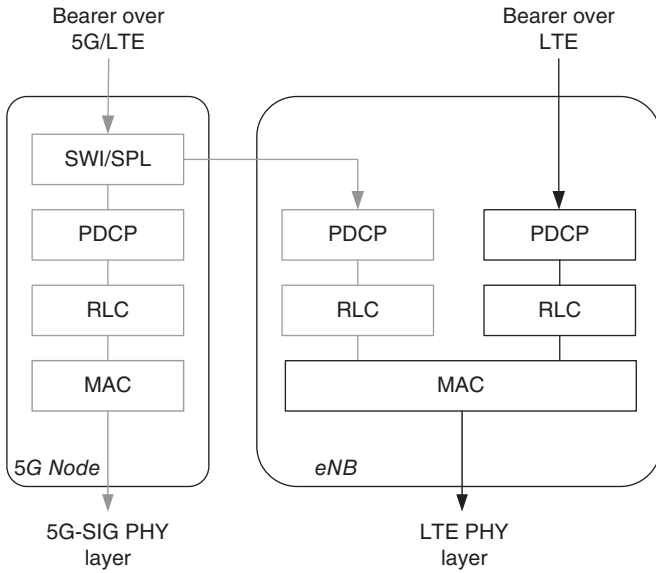 Bearer over
5G/LTE
Bearer over
LTE
SWI/SPL
PDCP
PDCP
PDCP
RLC
RLC
RLC
MAC
MAC
5G Node
eNB
5G-SIG PHY
layer
LTE PHY
layer